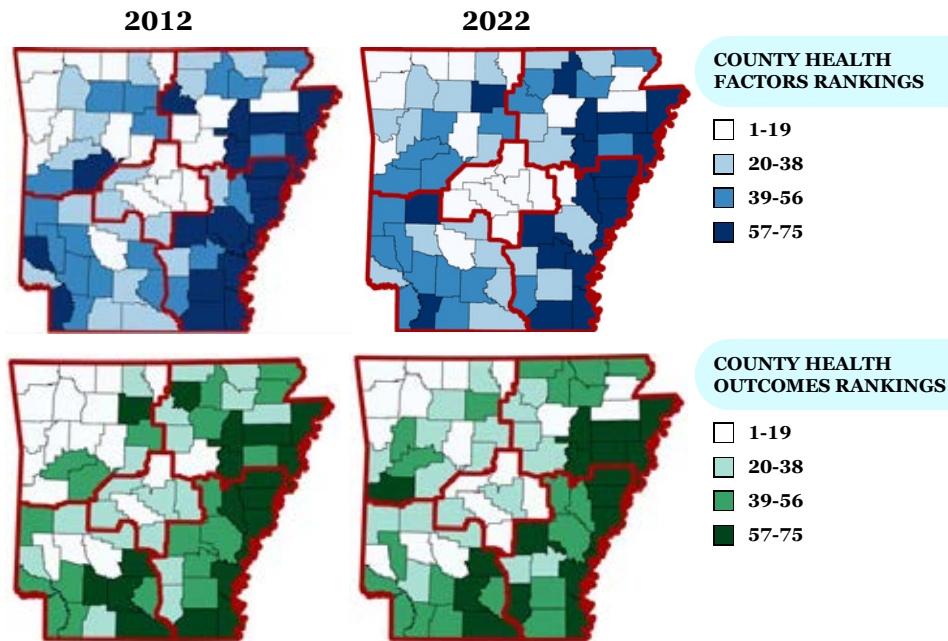 2012
2022
COUNTY HEALTH
FACTORS RANKINGS
1-19
20-38
39-56
57-75
COUNTY HEALTH
OUTCOMES RANKINGS
1-19
20-38
39-56
57-75